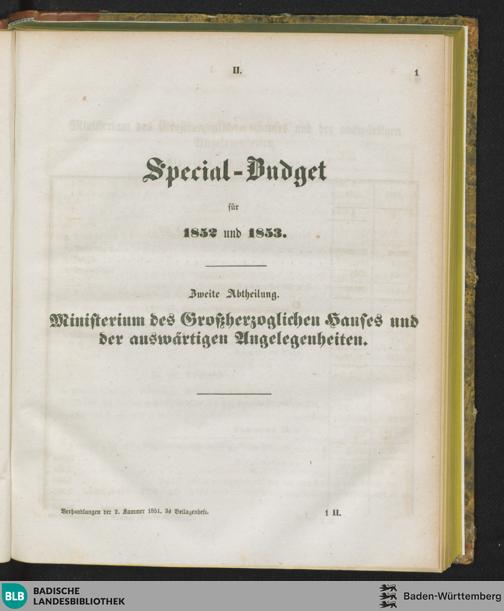 II.
1
Special-Budget
für
1852 und 1853.
Zweite Abtheilung.
Ministerium des Großherzoglichen Hauses und
der auswärtigen Angelegenheiten.
Verhandlungen der 2. Kammer 1851. 3s Beilagenheft.
1 II.
BLB BADISCHE
LANDESBIBLIOTHEK
Baden-Württemberg